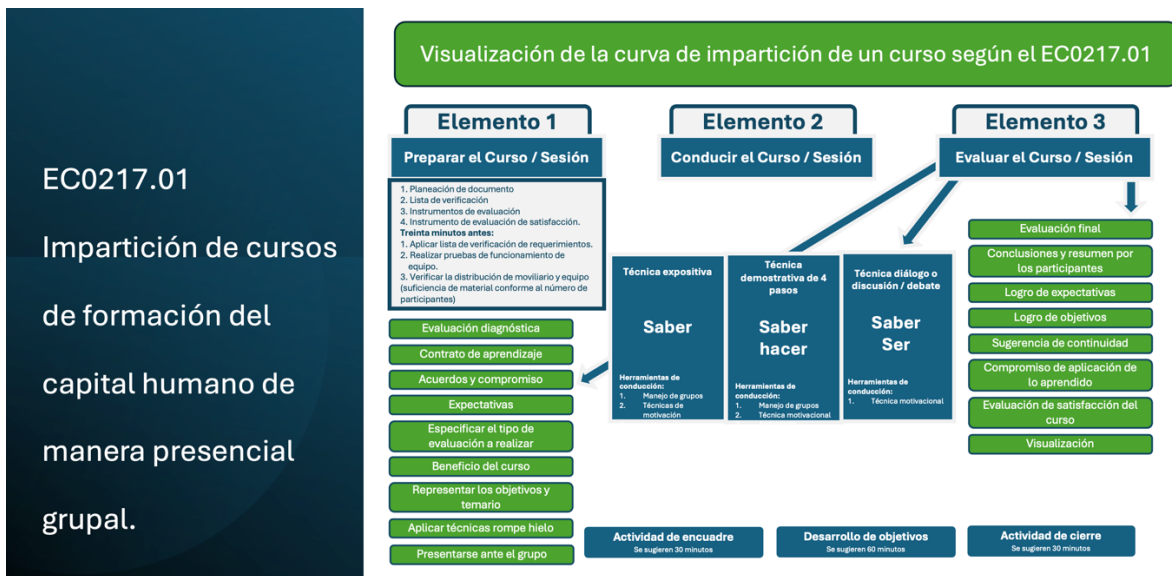 EC0217.01
Impartición de cursos
de formación del
capital humano de
manera presencial
grupal.
Visualización de la curva de impartición de un curso según el EC0217.01
Elemento 1
Preparar el Curso / Sesión
1. Planeación de documento
2. Lista de verificación
3. Instrumentos de evaluación
4. Instrumento de evaluación de satisfacción.
Treinta minutos antes:
1. Aplicar lista de verificación de requerimientos.
2. Realizar pruebas de funcionamiento de
equipo.
3. Verificar la distribución de moviliario y equipo
(suficiencia de material conforme al número de
participantes)
Evaluación diagnóstica
Contrato de aprendizaje
Acuerdos y compromiso
Expectativas
Especificar el tipo de
evaluación a realizar
Beneficio del curso
Representar los objetivos y
temario
Aplicar técnicas rompe hielo
Presentarse ante el grupo
Elemento 2
Conducir el Curso / Sesión
Técnica expositiva
Saber
Herramientas de
conducción:
1. Manejo de grupos
2. Técnicas de
motivación
Técnica
demostrativa de 4
pasos
Saber
hacer
Herramientas de
conducción:
1. Manejo de grupos
2. Técnica motivacional
Técnica diálogo o
discusión / debate
Saber
Ser
Herramientas de
conducción:
1. Técnica motivacional
Elemento 3
Evaluar el Curso / Sesión
Evaluación final
Conclusiones y resumen por
los participantes
Logro de expectativas
Logro de objetivos
Sugerencia de continuidad
Compromiso de aplicación de
lo aprendido
Evaluación de satisfacción del
curso
Visualización
Actividad de encuadre
Se sugieren 30 minutos
Desarrollo de objetivos
Se sugieren 60 minutos
Actividad de cierre
Se sugieren 30 minutos